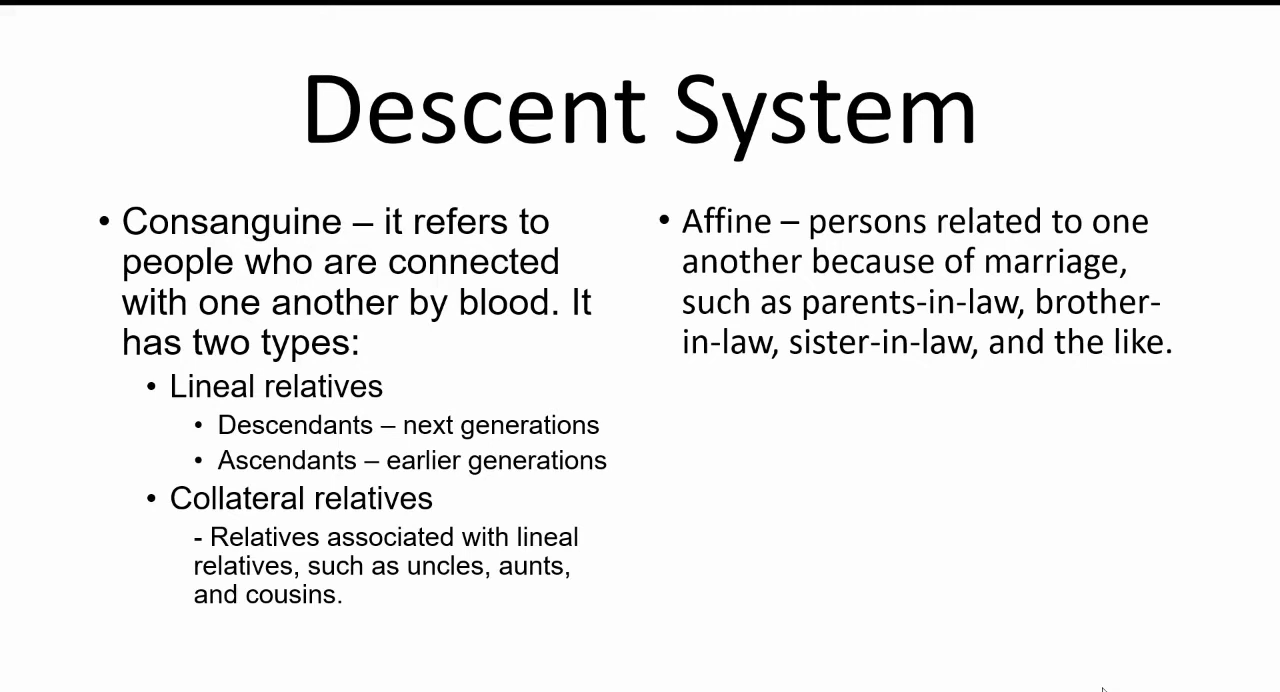 Descent System
• Consanguine – it refers to
people who are connected
with one another by blood. It
has two types:
• Lineal relatives
• Descendants – next generations
• Ascendants – earlier generations
• Collateral relatives
- Relatives associated with lineal
relatives, such as uncles, aunts,
and cousins.
• Affine – persons related to one
another because of marriage,
such as parents-in-law, brother-
in-law, sister-in-law, and the like.